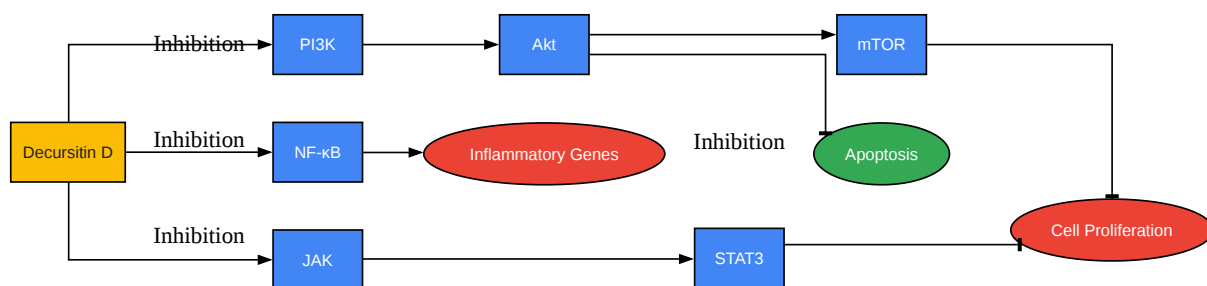 Inhibition
PI3K
Akt
mTOR
Decursitin D
Inhibition
NF-κB
Inflammatory Genes
Inhibition
Apoptosis
Inhibition
JAK
STAT3
Cell Proliferation